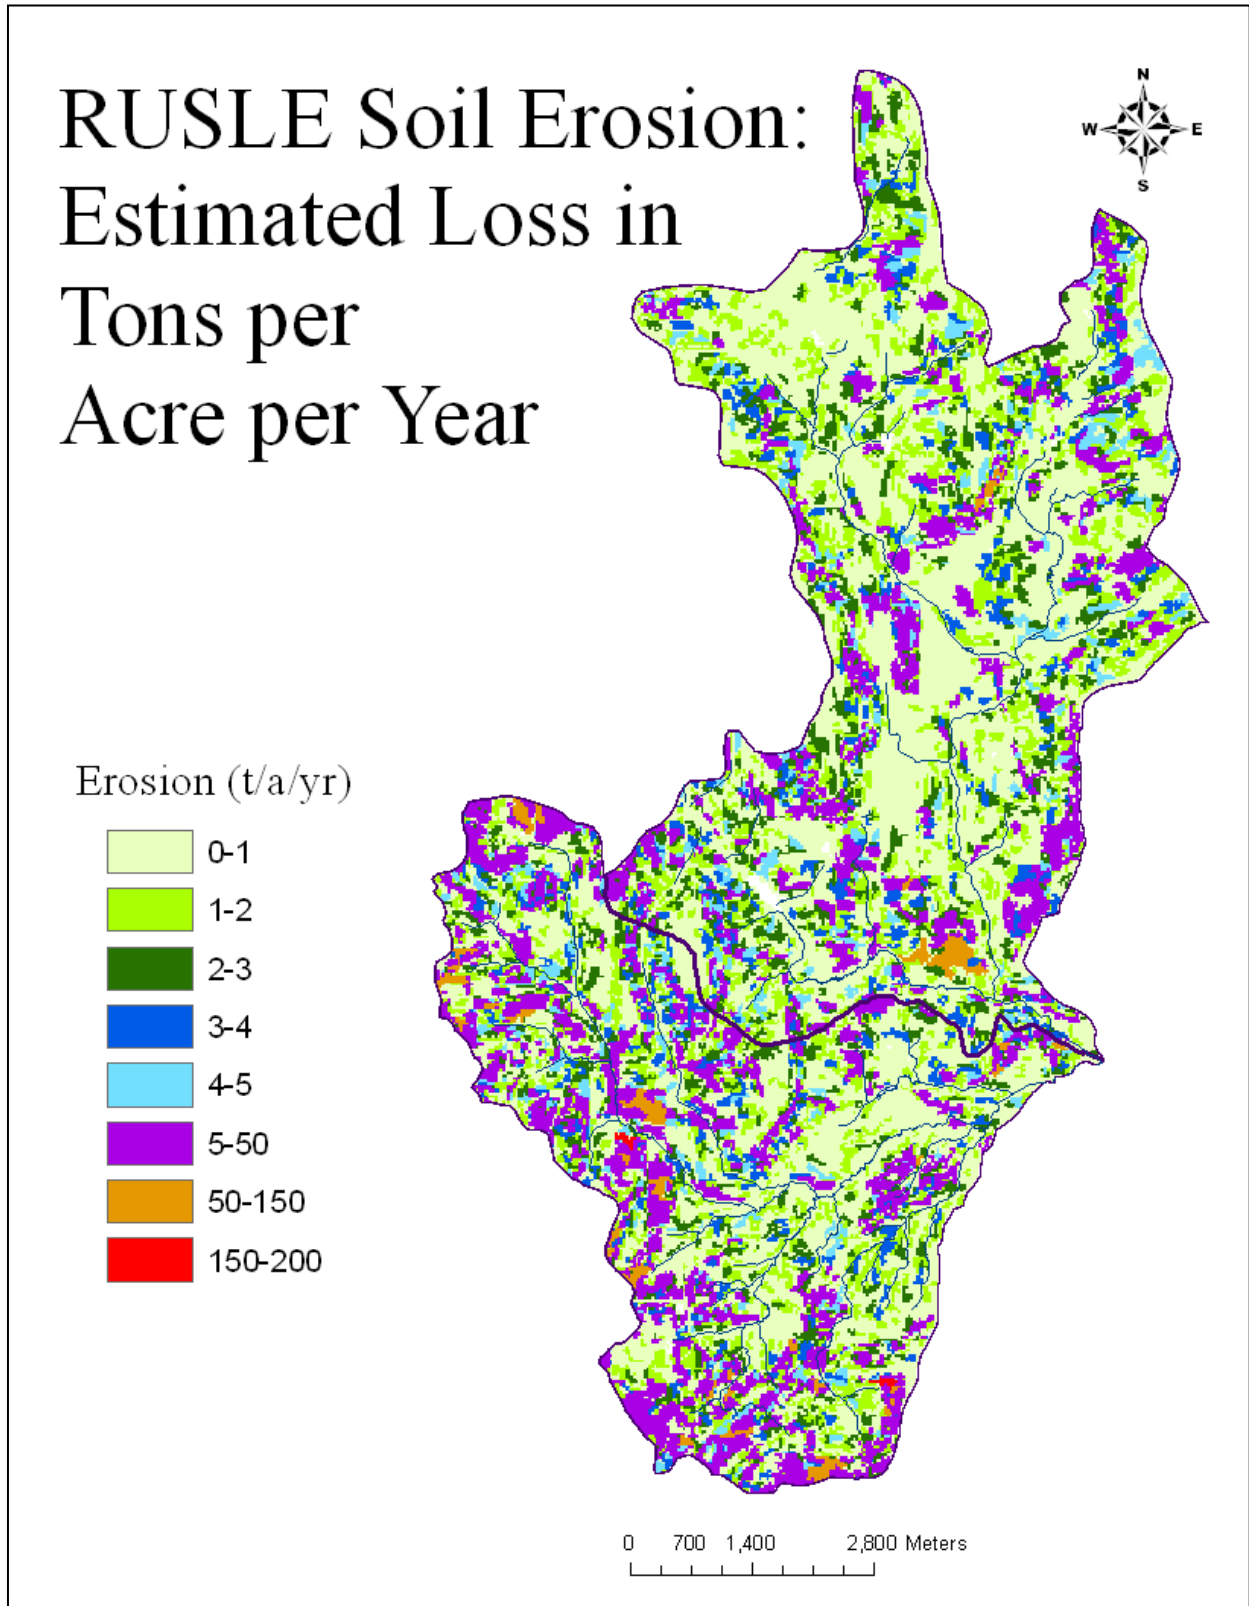 RUSLE Soil Erosion:
Estimated Loss in
Tons per
Acre per Year
N
W E
S
Erosion (t/a/yr)
0-1
1-2
2-3
3-4
4-5
5-50
50-150
150-200
0 700 1,400 2,800 Meters